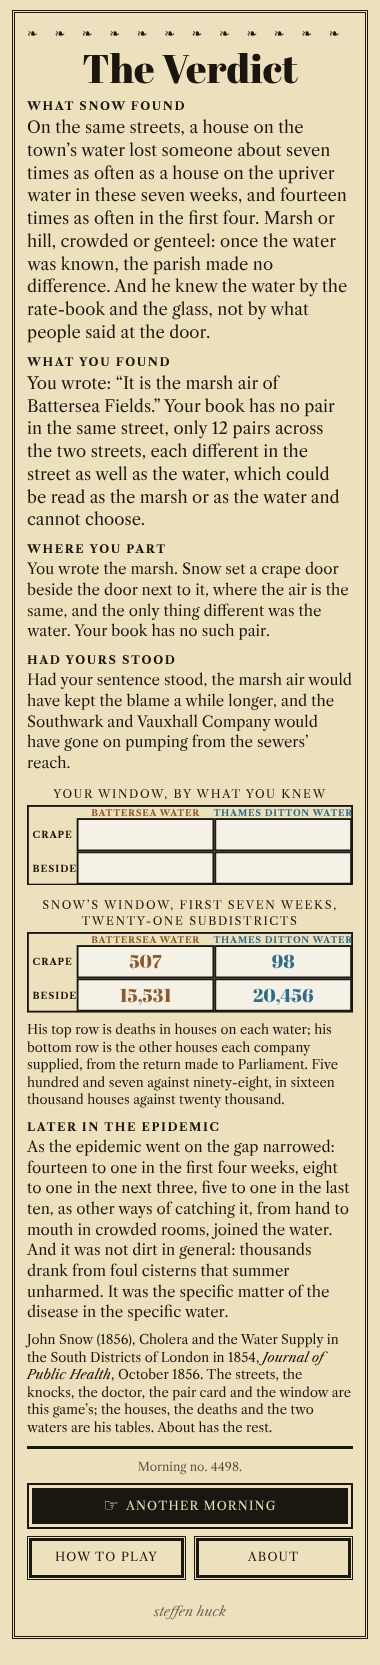 The Verdict
WHAT SNOW FOUND
On the same streets, a house on the
town’s water lost someone about seven
times as often as a house on the upriver
water in these seven weeks, and fourteen
times as often in the first four. Marsh or
hill, crowded or genteel: once the water
was known, the parish made no
difference. And he knew the water by the
rate-book and the glass, not by what
people said at the door.
WHAT YOU FOUND
You wrote: “It is the marsh air of
Battersea Fields.” Your book has no pair
in the same street, only 12 pairs across
the two streets, each different in the
street as well as the water, which could
be read as the marsh or as the water and
cannot choose.
WHERE YOU PART
You wrote the marsh. Snow set a crape door
beside the door next to it, where the air is the
same, and the only thing different was the
water. Your book has no such pair.
HAD YOURS STOOD
Had your sentence stood, the marsh air would
have kept the blame a while longer, and the
Southwark and Vauxhall Company would
have gone on pumping from the sewers’
reach.
YOUR WINDOW, BY WHAT YOU KNEW
BATTERSEA WATER THAMES DITTON WATER
CRAPE
BESIDE
SNOW’S WINDOW, FIRST SEVEN WEEKS,
TWENTY-ONE SUBDISTRICTS
BATTERSEA WATER THAMES DITTON WATER
CRAPE 507 98
BESIDE 15,531 20,456
His top row is deaths in houses on each water; his
bottom row is the other houses each company
supplied, from the return made to Parliament. Five
hundred and seven against ninety-eight, in sixteen
thousand houses against twenty thousand.
LATER IN THE EPIDEMIC
As the epidemic went on the gap narrowed:
fourteen to one in the first four weeks, eight
to one in the next three, five to one in the last
ten, as other ways of catching it, from hand to
mouth in crowded rooms, joined the water.
And it was not dirt in general: thousands
drank from foul cisterns that summer
unharmed. It was the specific matter of the
disease in the specific water.
John Snow (1856), Cholera and the Water Supply in
the South Districts of London in 1854, Journal of
Public Health, October 1856. The streets, the
knocks, the doctor, the pair card and the window are
this game’s; the houses, the deaths and the two
waters are his tables. About has the rest.
Morning no. 4498.
☞ ANOTHER MORNING
HOW TO PLAY ABOUT
steffen huck